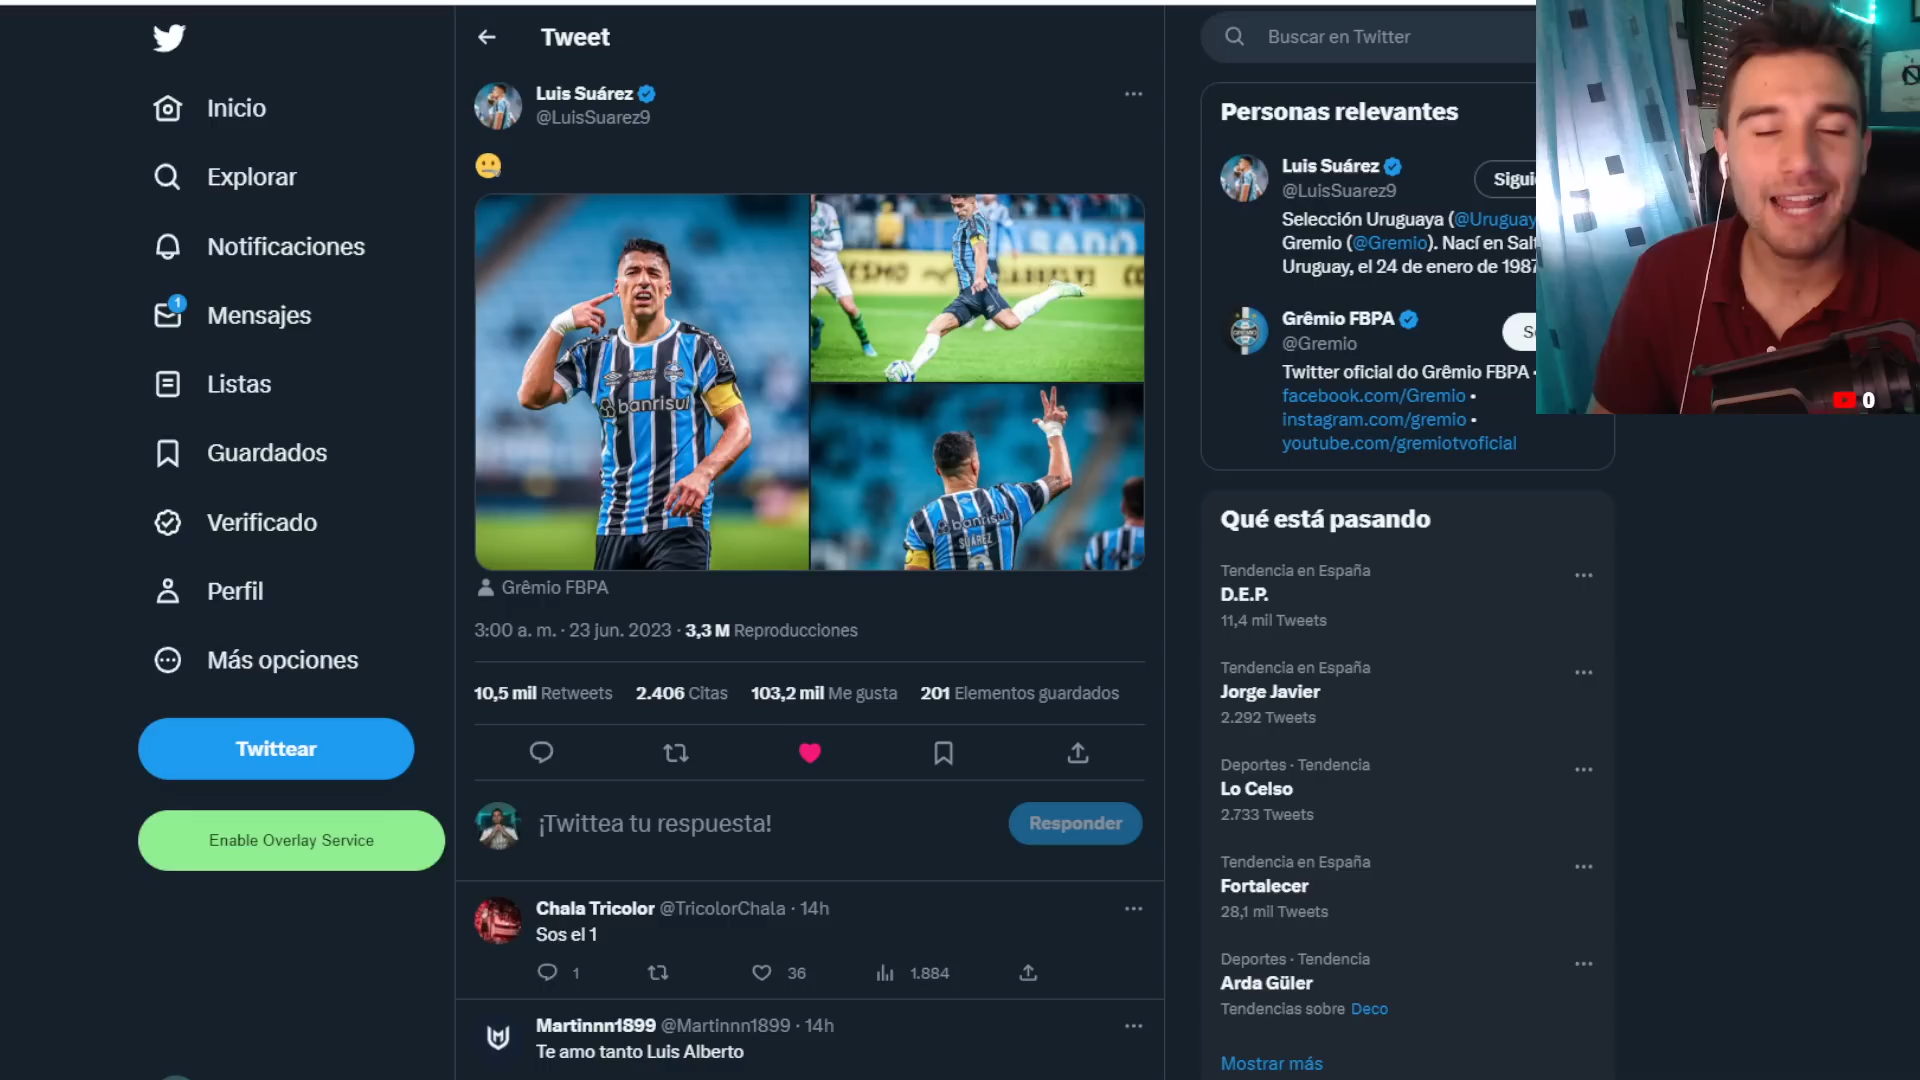 Inicio
Explorar
Notificaciones
1
Mensajes
Listas
Guardados
Verificado
Perfil
Más opciones
Twittear
Enable Overlay Service
Tweet
Luis Suárez
@LuisSuarez9
banrisul
banrisul
SUÁREZ
Grêmio FBPA
3:00 a. m. · 23 jun. 2023 · 3,3 M Reproducciones
10,5 mil Retweets 2.406 Citas 103,2 mil Me gusta 201 Elementos guardados
¡Twittea tu respuesta!
Responder
Chala Tricolor @TricolorChala · 14h
Sos el 1
1 36 1.884
Martinnn1899 @Martinnn1899 · 14h
Te amo tanto Luis Alberto
Buscar en Twitter
Personas relevantes
Luis Suárez
@LuisSuarez9
Selección Uruguaya (@Uruguay
Gremio (@Gremio). Nací en Salt
Uruguay, el 24 de enero de 1987
Grêmio FBPA
@Gremio
Twitter oficial do Grêmio FBPA •
facebook.com/Gremio •
instagram.com/gremio •
youtube.com/gremiotvoficial
0
Qué está pasando
Tendencia en España
D.E.P.
11,4 mil Tweets
Tendencia en España
Jorge Javier
2.292 Tweets
Deportes · Tendencia
Lo Celso
2.733 Tweets
Tendencia en España
Fortalecer
28,1 mil Tweets
Deportes · Tendencia
Arda Güler
Tendencias sobre Deco
Mostrar más